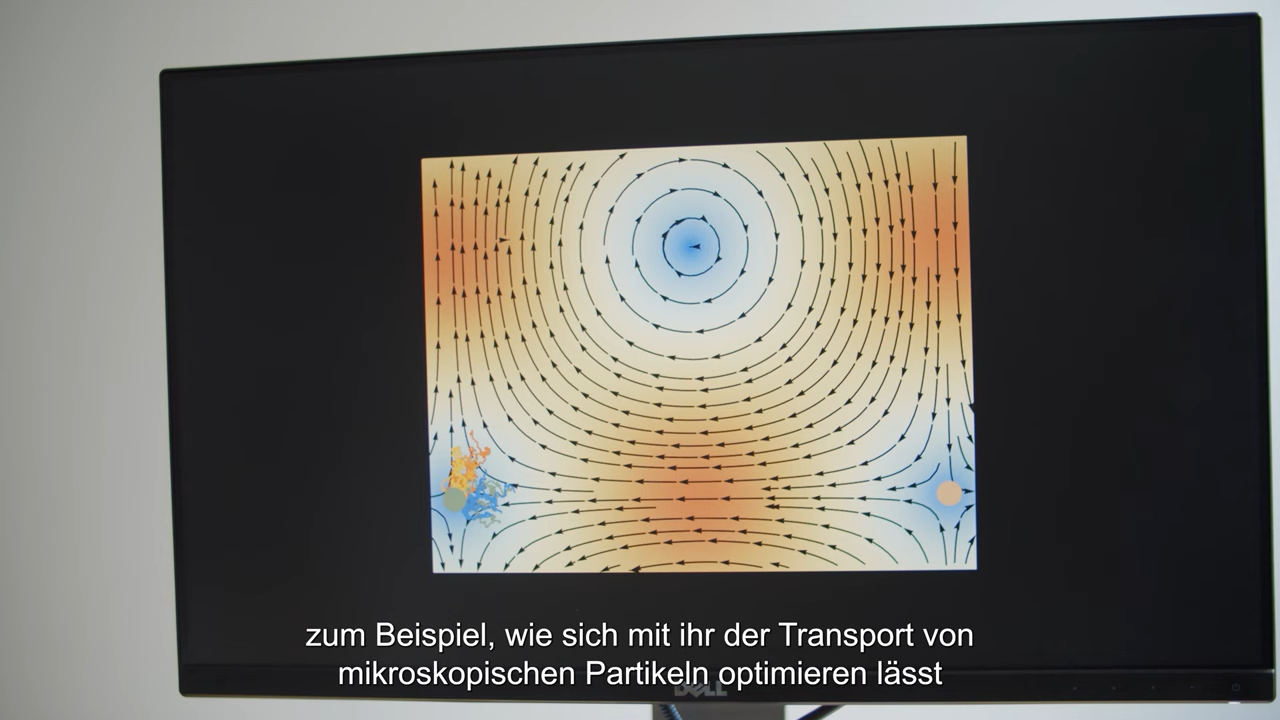 zum Beispiel, wie sich mit ihr der Transport von
mikroskopischen Partikeln optimieren lässt
DELL